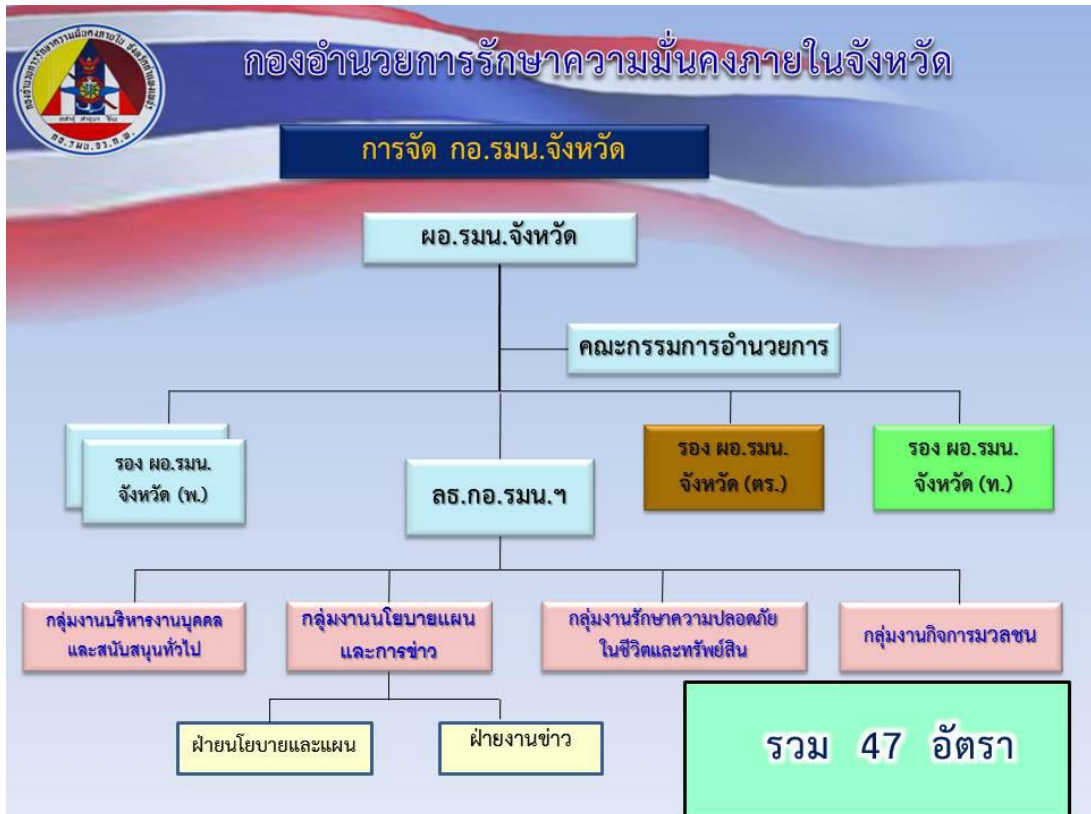 กองอำนวยการรักษาความมั่นคงภายในจังหวัด
การจัด กอ.รมน.จังหวัด
ผอ.รมน.จังหวัด
คณะกรรมการอำนวยการ
รอง ผอ.รมน.
จังหวัด (พ.)
ลธ.กอ.รมน.ฯ
รอง ผอ.รมน.
จังหวัด (ตร.)
รอง ผอ.รมน.
จังหวัด (ท.)
กลุ่มงานบริหารงานบุคคล
และสนับสนุนทั่วไป
กลุ่มงานนโยบายแผน
และการข่าว
กลุ่มงานรักษาความปลอดภัย
ในชีวิตและทรัพย์สิน
กลุ่มงานกิจการมวลชน
ฝ่ายนโยบายและแผน
ฝ่ายงานข่าว
รวม 47 อัตรา